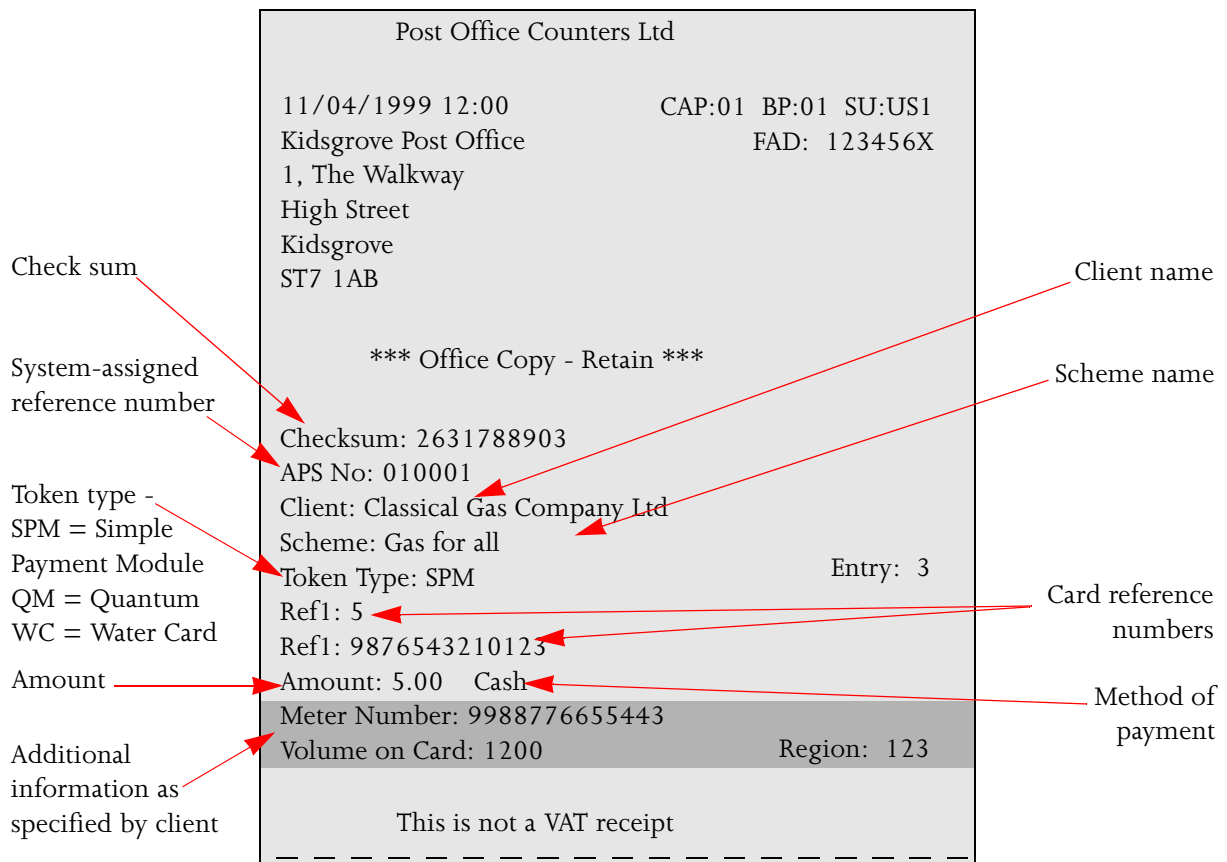 Post Office Counters Ltd
11/04/1999 12:00 CAP:01 BP:01 SU:US1
Kidsgrove Post Office FAD: 123456X
1, The Walkway
High Street
Kidsgrove
ST7 1AB
Check sum
Client name
*** Office Copy - Retain ***
System-assigned
reference number
Scheme name
Checksum: 2631788903
APS No: 010001
Client: Classical Gas Company Ltd
Scheme: Gas for all
Token Type: SPM Entry: 3
Ref1: 5
Ref1: 9876543210123
Amount: 5.00 Cash
Meter Number: 9988776655443
Volume on Card: 1200 Region: 123
This is not a VAT receipt
Token type -
SPM = Simple
Payment Module
QM = Quantum
WC = Water Card
Amount
Additional
information as
specified by client
Card reference
numbers
Method of
payment